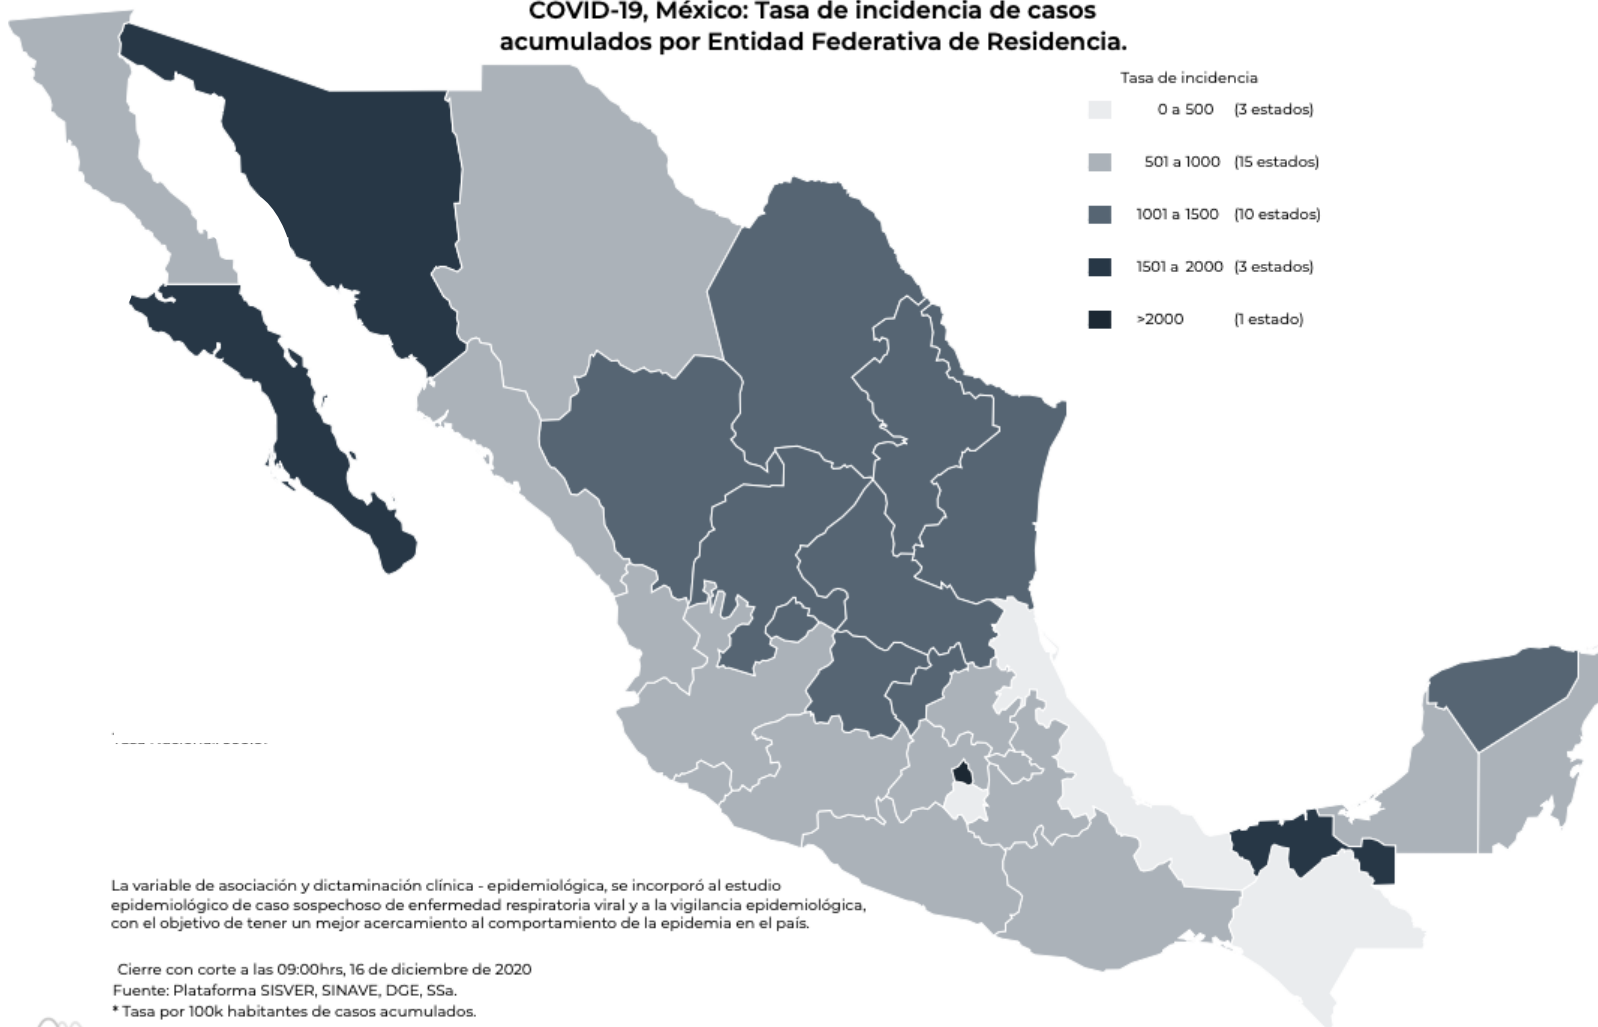 COVID-19, México: Tasa de incidencia de casos
acumulados por Entidad Federativa de Residencia.
Tasa de incidencia
0 a 500 (3 estados)
501 a 1000 (15 estados)
1001 a 1500 (10 estados)
1501 a 2000 (3 estados)
>2000 (1 estado)
La variable de asociación y dictaminación clínica - epidemiológica, se incorporó al estudio
epidemiológico de caso sospechoso de enfermedad respiratoria viral y a la vigilancia epidemiológica,
con el objetivo de tener un mejor acercamiento al comportamiento de la epidemia en el país.
Cierre con corte a las 09:00hrs, 16 de diciembre de 2020
Fuente: Plataforma SISVER, SINAVE, DGE, SSa.
* Tasa por 100k habitantes de casos acumulados.